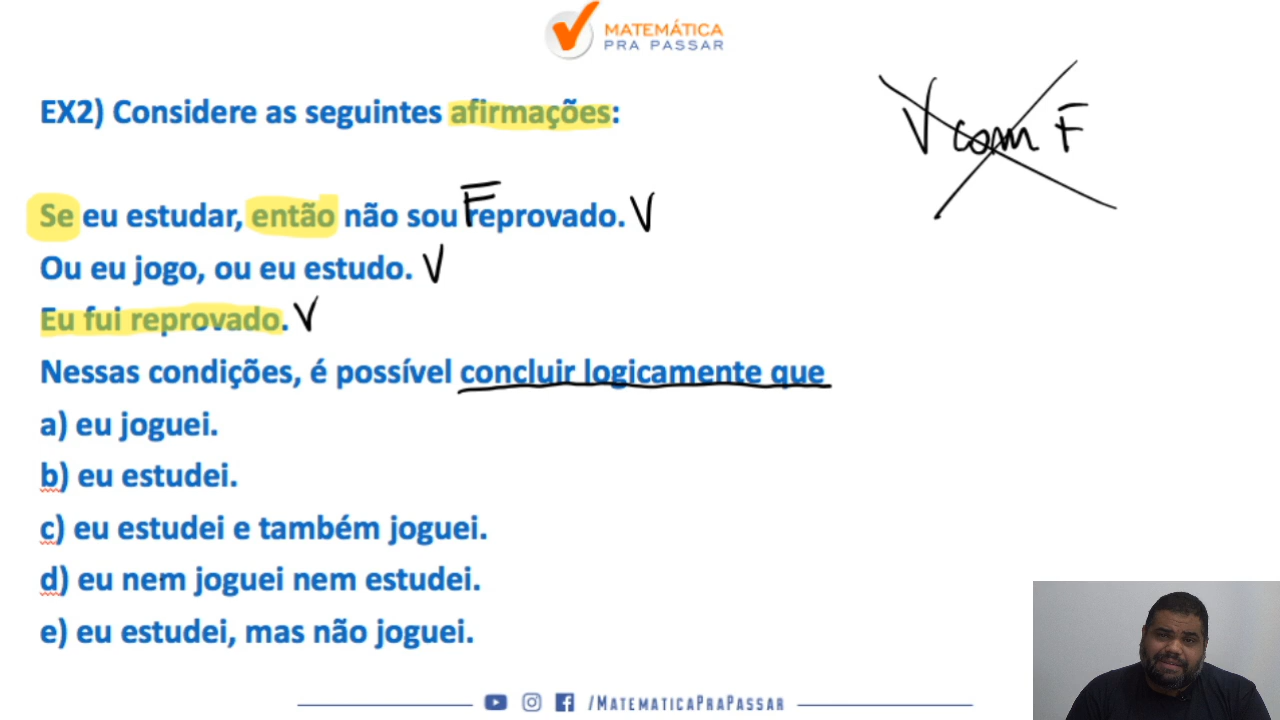 MATEMÁTICA
PRA PASSAR
V com F
EX2) Considere as seguintes afirmações:
F
Se eu estudar, então não sou reprovado. V
Ou eu jogo, ou eu estudo. V
Eu fui reprovado. V
Nessas condições, é possível concluir logicamente que
a) eu joguei.
b) eu estudei.
c) eu estudei e também joguei.
d) eu nem joguei nem estudei.
e) eu estudei, mas não joguei.
/MatematicaPraPassar